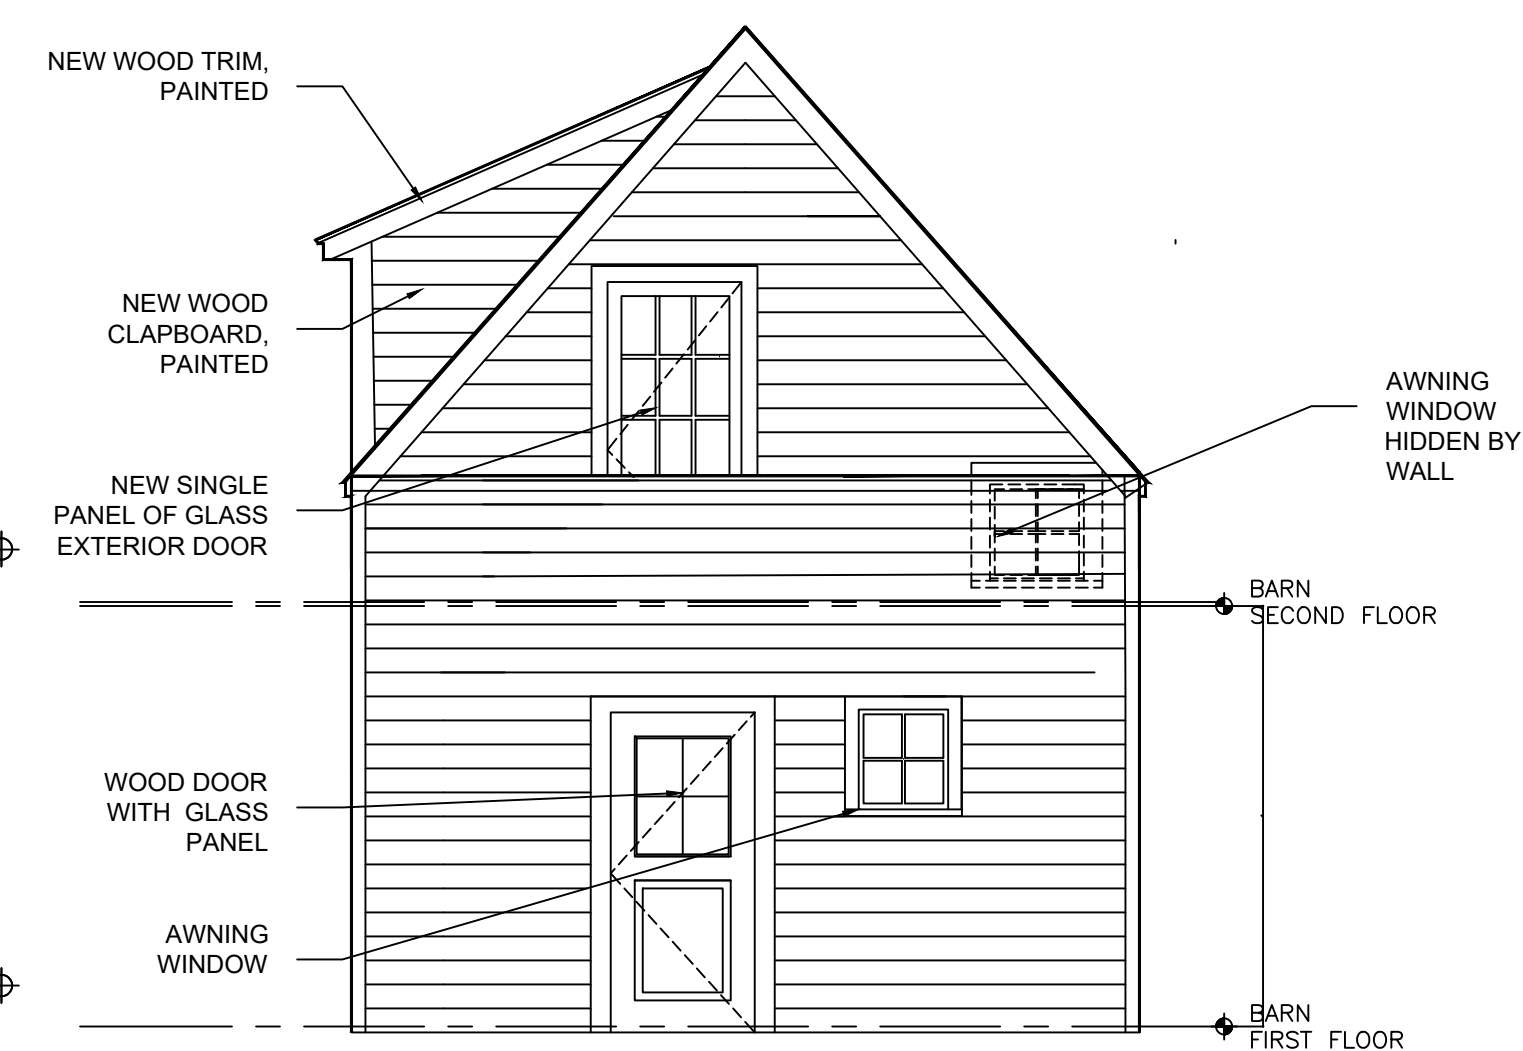 NEW WOOD TRIM,
PAINTED
NEW WOOD
CLAPBOARD,
PAINTED
AWNING
WINDOW
HIDDEN BY
WALL
NEW SINGLE
PANEL OF GLASS
EXTERIOR DOOR
BARN
SECOND FLOOR
WOOD DOOR
WITH GLASS
PANEL
AWNING
WINDOW
BARN
FIRST FLOOR